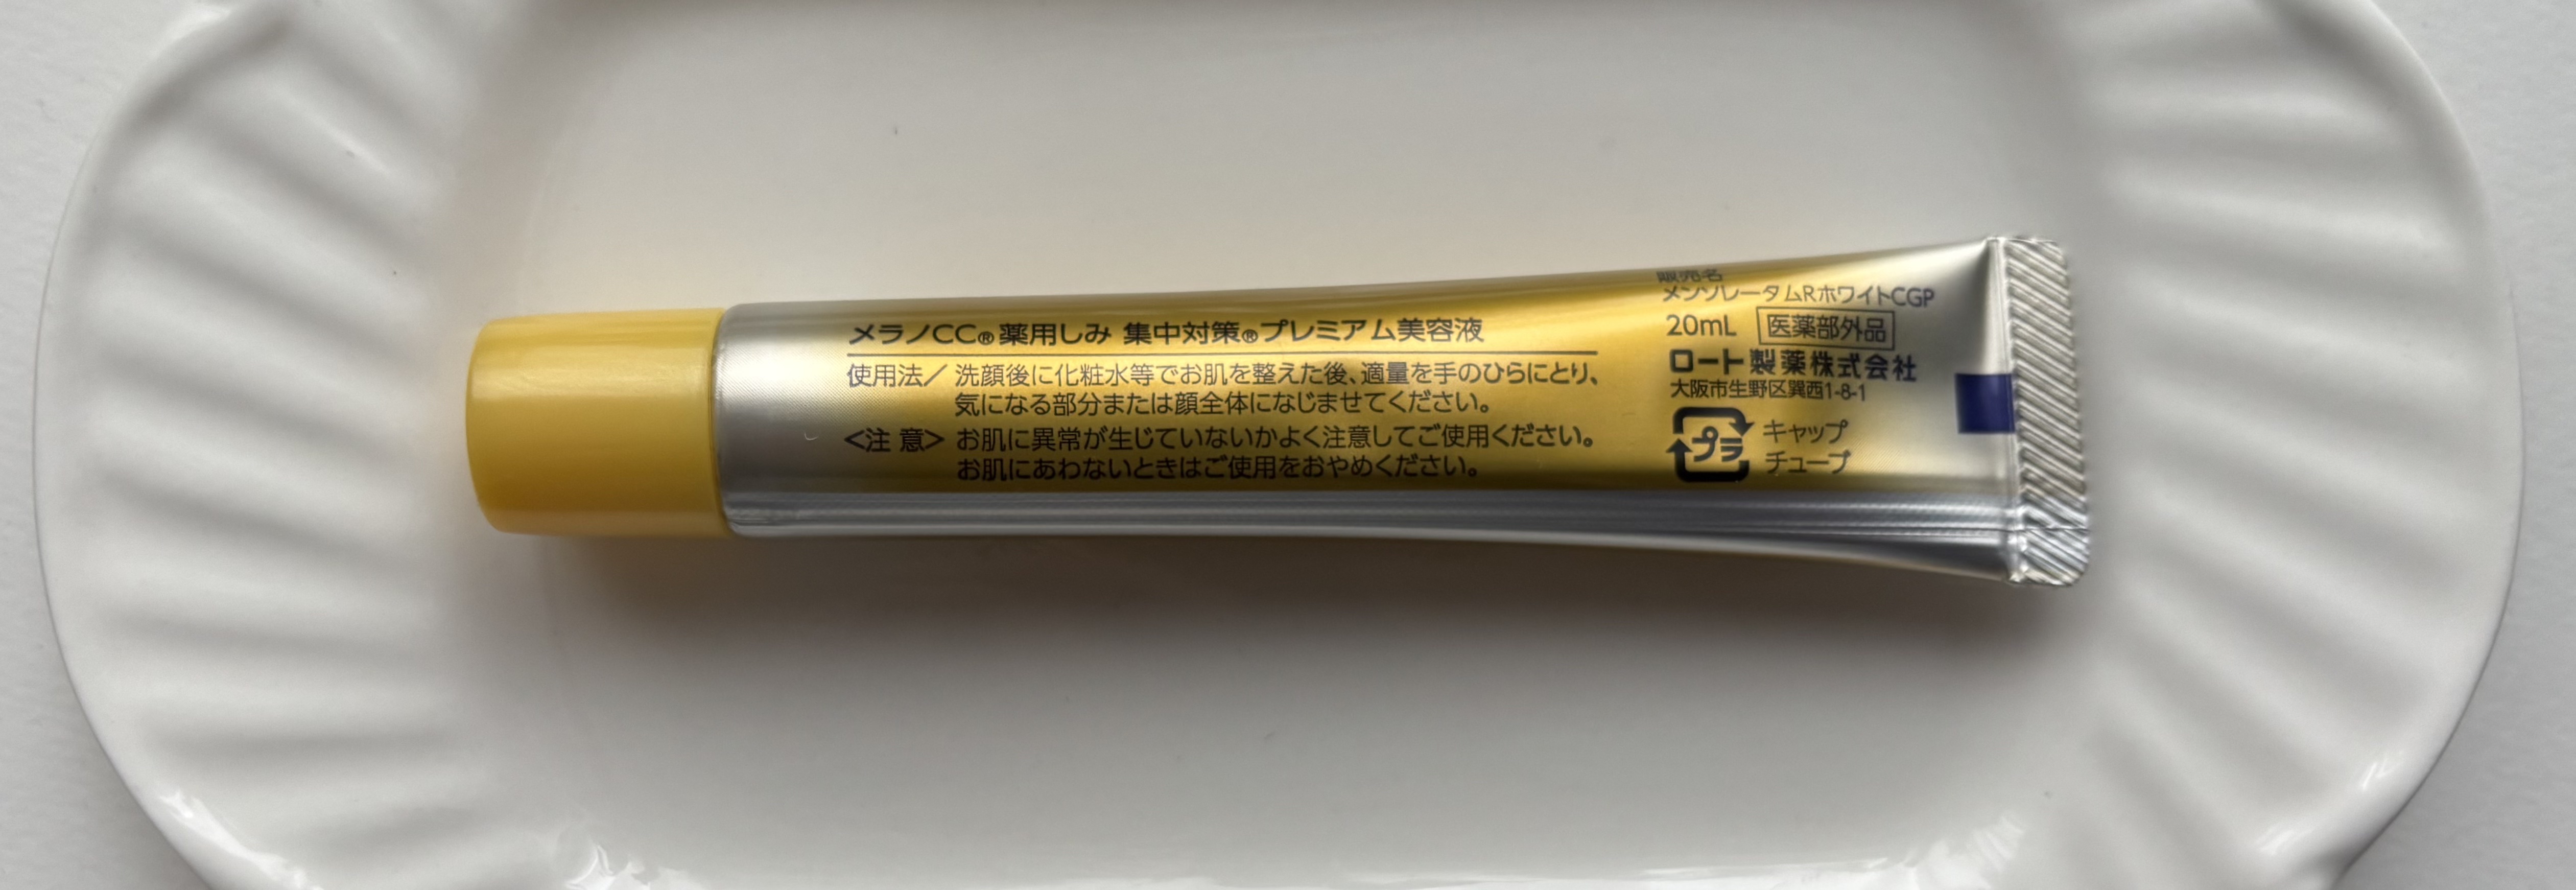 メラノCC®薬用しみ 集中対策®プレミアム美容液
使用法/洗顔後に化粧水等でお肌を整えた後、適量を手のひらにとり、
気になる部分または顔全体になじませてください。
<注 意> お肌に異常が生じていないかよく注意してご使用ください。
お肌にあわないときはご使用をおやめください。
販売名
メンソレータムRホワイトCGP
20mL 医薬部外品
ロート製薬株式会社
大阪市生野区巽西1-8-1
プラ
キャップ
チューブ